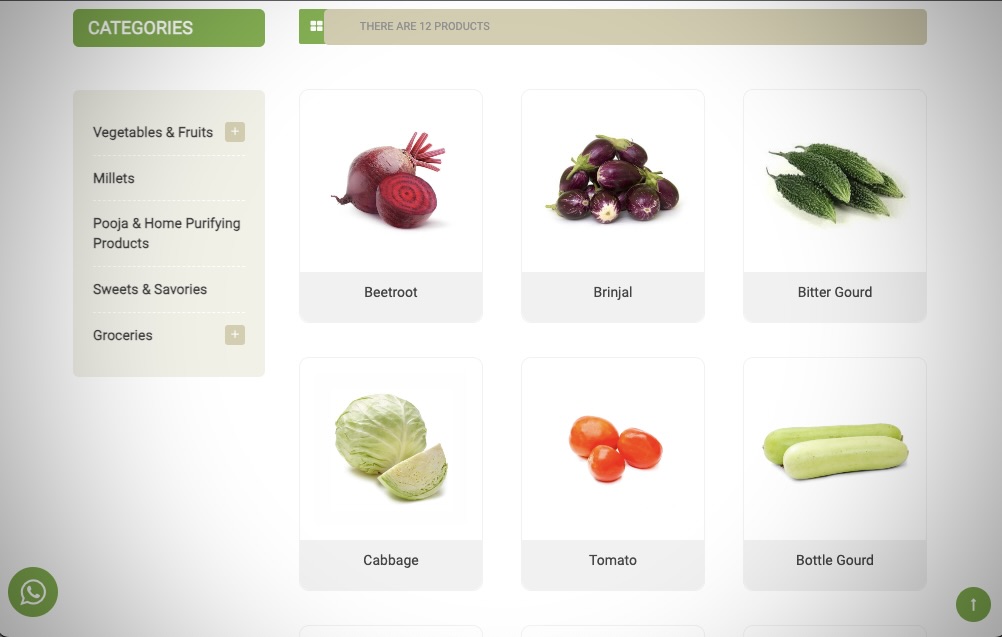 CATEGORIES
THERE ARE 12 PRODUCTS
Vegetables & Fruits +
Millets
Pooja & Home Purifying
Products
Sweets & Savories
Groceries +
Beetroot
Brinjal
Bitter Gourd
Cabbage
Tomato
Bottle Gourd